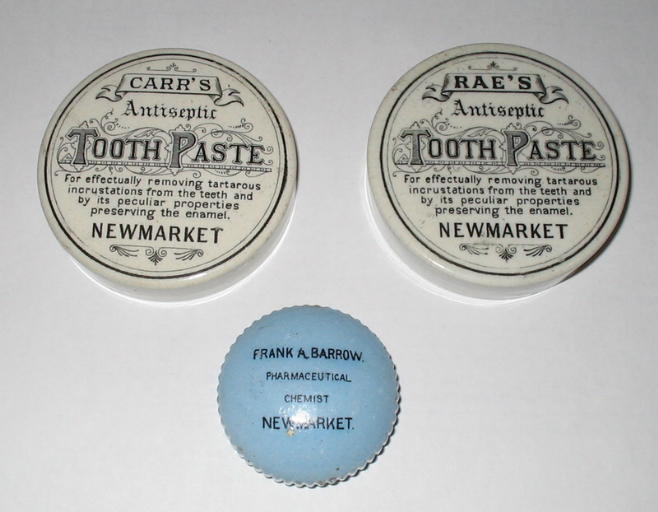 CARR'S
Antiseptic
TOOTH PASTE
For effectually removing tartarous
incrustations from the teeth and
by its peculiar properties
preserving the enamel.
NEWMARKET
RAE'S
Antiseptic
TOOTH PASTE
For effectually removing tartarous
incrustations from the teeth and
by its peculiar properties
preserving the enamel.
NEWMARKET
FRANK A. BARROW.
PHARMACEUTICAL
CHEMIST
NEWMARKET.